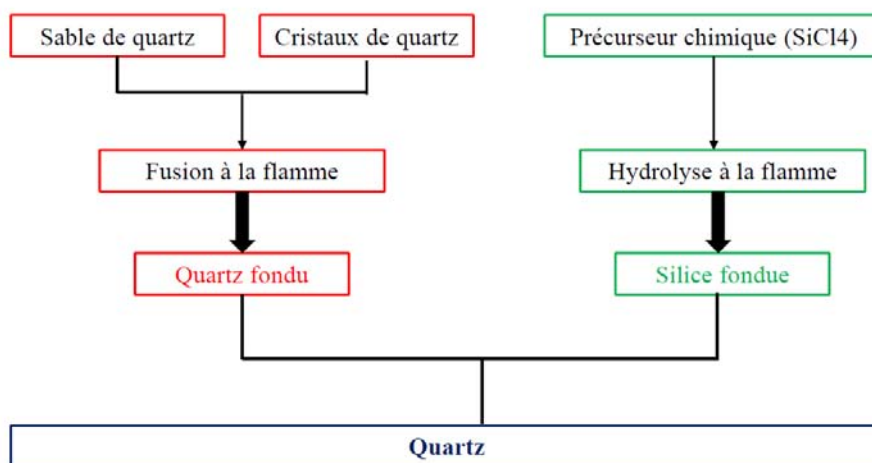 Sable de quartz
Cristaux de quartz
Précurseur chimique (SiCl4)
Fusion à la flamme
Hydrolyse à la flamme
Quartz fondu
Silice fondue
Quartz